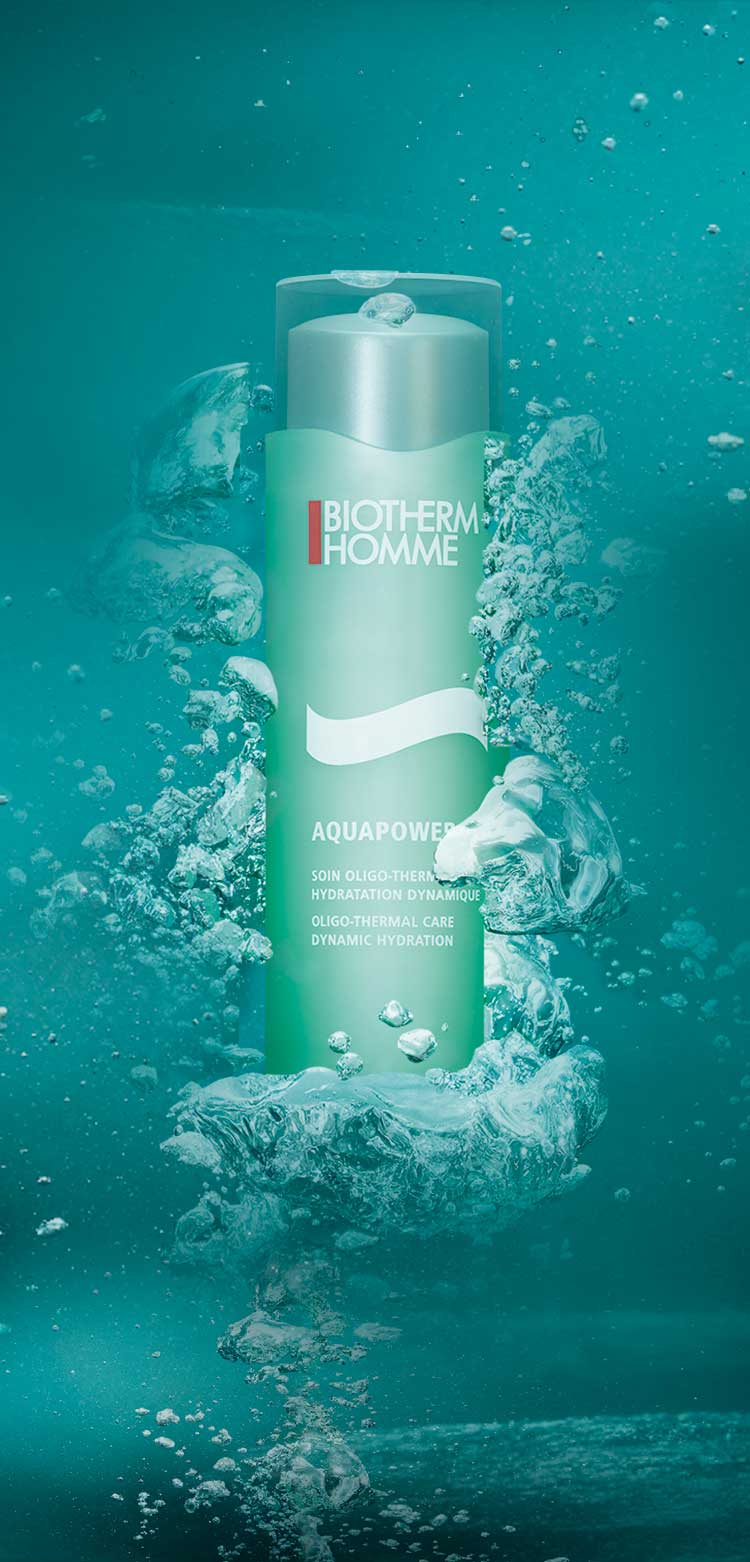 BIOTHERM
HOMME
AQUAPOWER
SOIN OLIGO-THERM
HYDRATATION DYNAMIQUE
OLIGO-THERMAL CARE
DYNAMIC HYDRATION